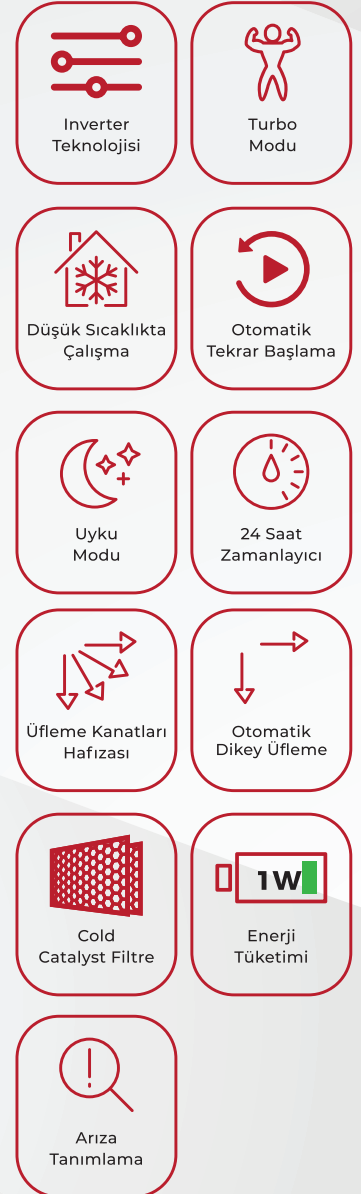 Inverter
Teknolojisi
Turbo
Modu
Düşük Sıcaklıkta
Çalışma
Otomatik
Tekrar Başlama
Uyku
Modu
24 Saat
Zamanlayıcı
Üfleme Kanatları
Hafızası
Otomatik
Dikey Üfleme
Cold
Catalyst Filtre
1W
Enerji
Tüketimi
Arıza
Tanımlama